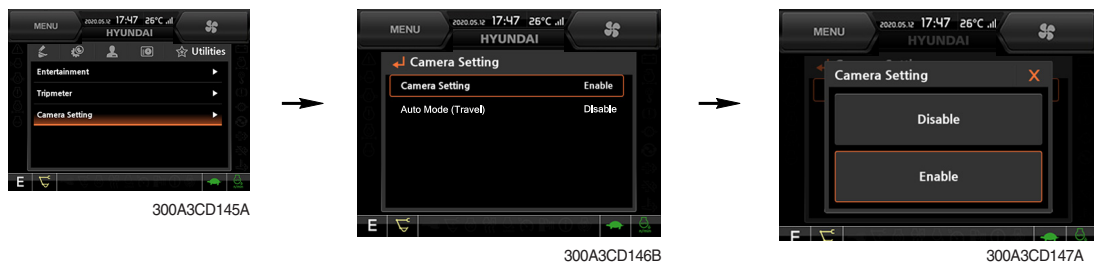 MENU
2020.05.12 17:47 26°C
HYUNDAI
Utilities
Entertainment
Tripmeter
Camera Setting
E
300A3CD145A
MENU
2020.05.12 17:47 26°C
HYUNDAI
Camera Setting
Camera Setting Enable
Auto Mode (Travel) Disable
E
300A3CD146B
MENU
2020.05.12 17:47 26°C
HYUNDAI
Camera Setting X
Disable
Enable
E
300A3CD147A